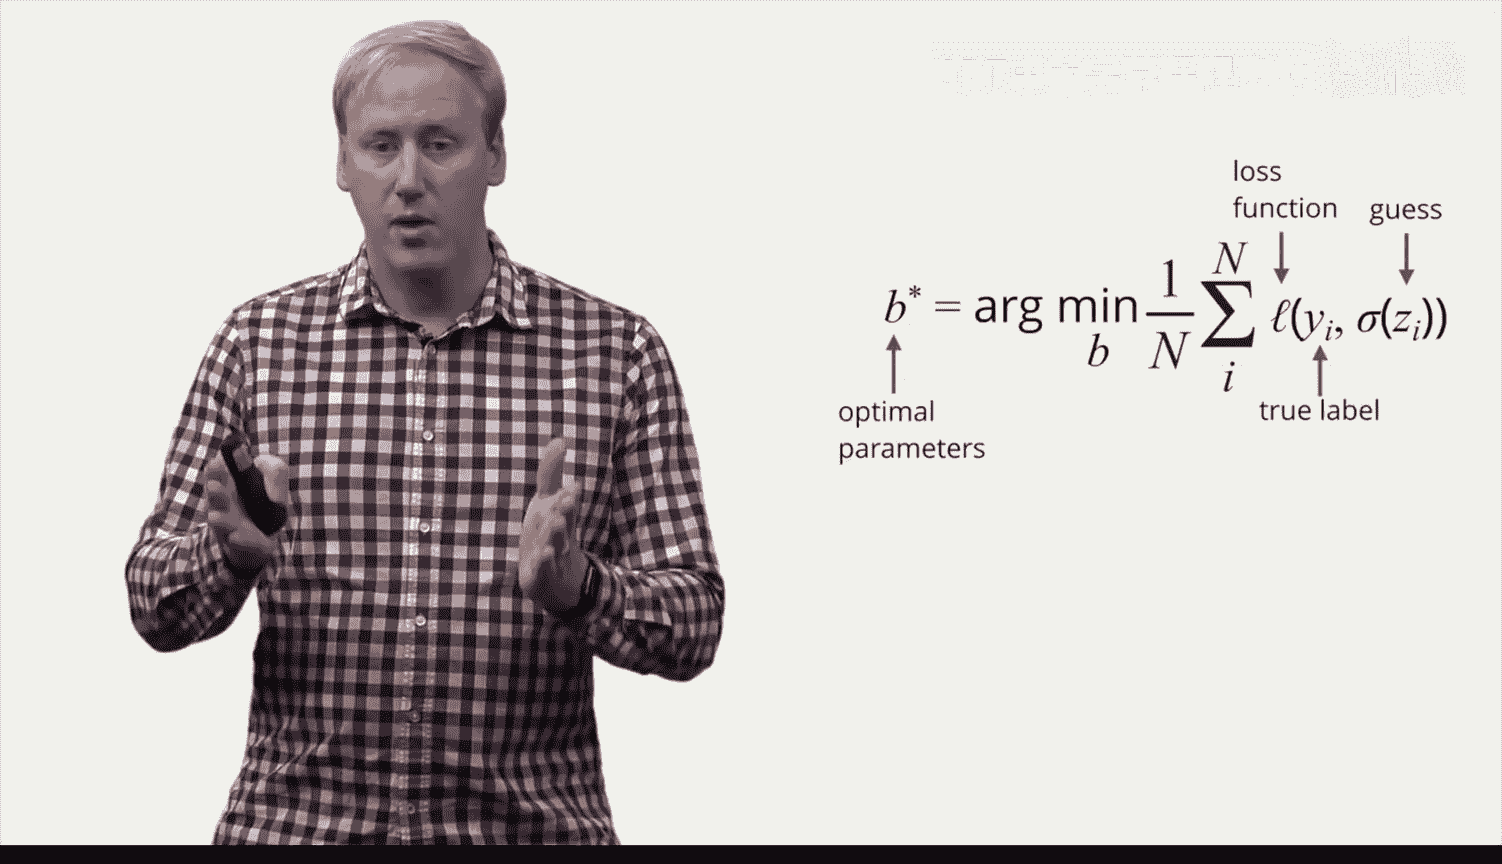 loss
function
guess
b* = arg min_b 1/N ∑_i^N ℓ(y_i, σ(z_i))
optimal
parameters
true label